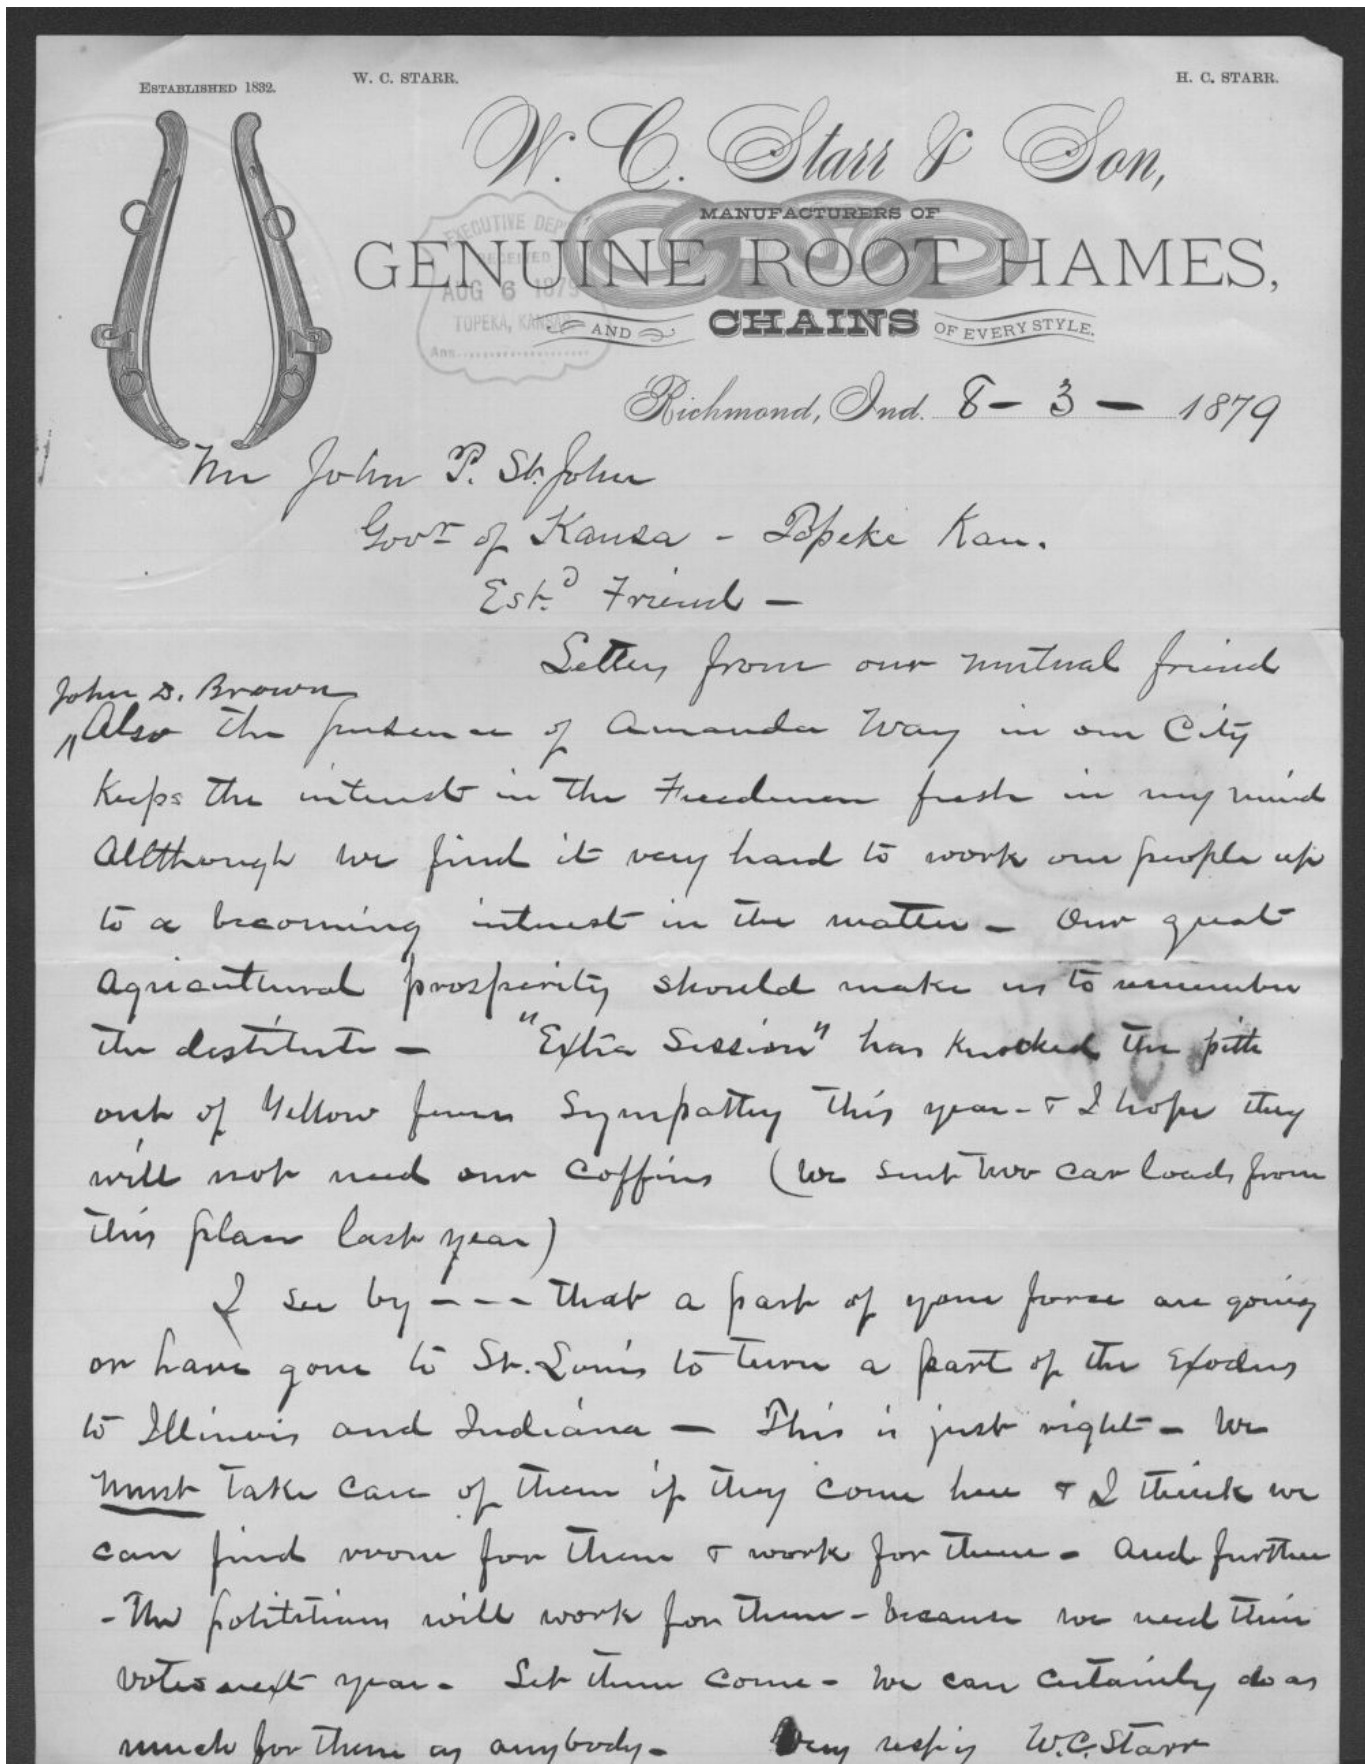 ESTABLISHED 1832.
W. C. STARR.
H. C. STARR.
W. C. Starr & Son,
MANUFACTURERS OF
GENUINE ROOT HAMES,
AND CHAINS OF EVERY STYLE.
EXECUTIVE DEPT
RECEIVED
AUG 6 1879
TOPEKA, KANSAS
Ans.
Richmond, Ind. 8-3-1879
Mr John P. St. John
Govr of Kansa - Topeke Kan.
Estd Friend -
Letters from our mutual friend
John D. Brown
Also the presence of Amanda Way in our City
Keeps the interest in the Freedmen fresh in my mind
Allthough we find it very hard to work our people up
to a becoming interest in the matter - Our great
agricultural prosperity should make us to remember
the destitute - "Extra Session" has knocked the pith
out of Yellow fever Sympathy this year - & I hope they
will not need our Coffins (We sent two car loads from
this place last year)
I see by - - - that a part of your force are going
or have gone to St. Louis to turn a part of the Exodus
to Illinois and Indiana - This is just right - We
must take care of them if they come here & I think we
can find room for them & work for them - And further
- The polititians will work for them - because we need their
votes next year - Let them come - We can certainly do as
much for them as anybody - Very respy W.C. Starr